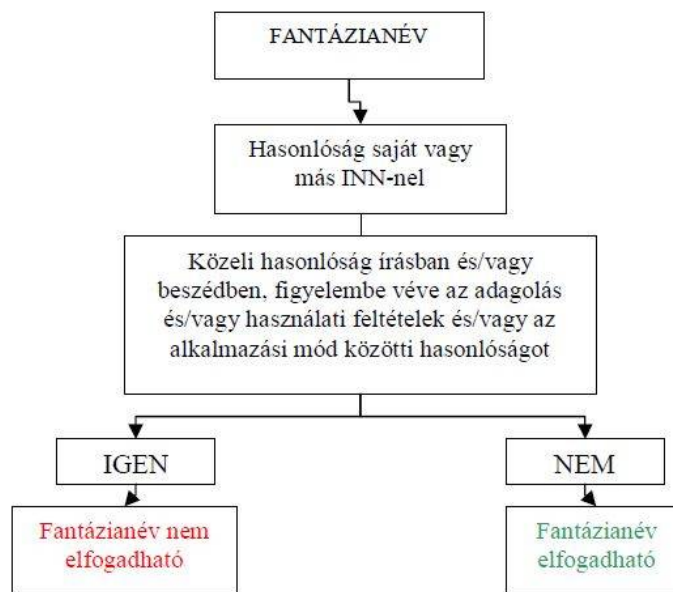 FANTÁZIANÉV
Hasonlóság saját vagy
más INN-nel
Közeli hasonlóság írásban és/vagy
beszédben, figyelembe véve az adagolás
és/vagy használati feltételek és/vagy az
alkalmazási mód közötti hasonlóságot
IGEN
NEM
Fantázianév nem
elfogadható
Fantázianév
elfogadható